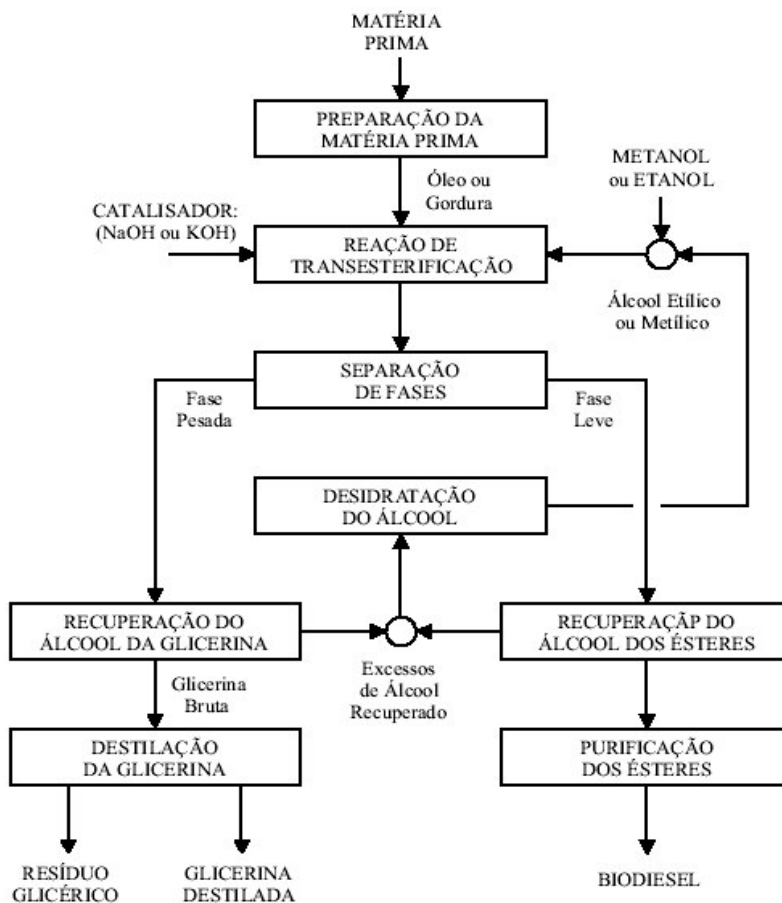 MATÉRIA
PRIMA
PREPARAÇÃO DA
MATÉRIA PRIMA
Óleo ou
Gordura
METANOL
ou ETANOL
CATALISADOR:
(NaOH ou KOH)
REAÇÃO DE
TRANSESTERIFICAÇÃO
Álcool Etílico
ou Metílico
SEPARAÇÃO
DE FASES
Fase
Pesada
Fase
Leve
DESIDRATAÇÃO
DO ÁLCOOL
RECUPERAÇÃO DO
ÁLCOOL DA GLICERINA
RECUPERAÇÃP DO
ÁLCOOL DOS ÉSTERES
Excessos
de Álcool
Recuperado
Glicerina
Bruta
DESTILAÇÃO
DA GLICERINA
PURIFICAÇÃO
DOS ÉSTERES
RESÍDUO
GLICÉRICO
GLICERINA
DESTILADA
BIODIESEL